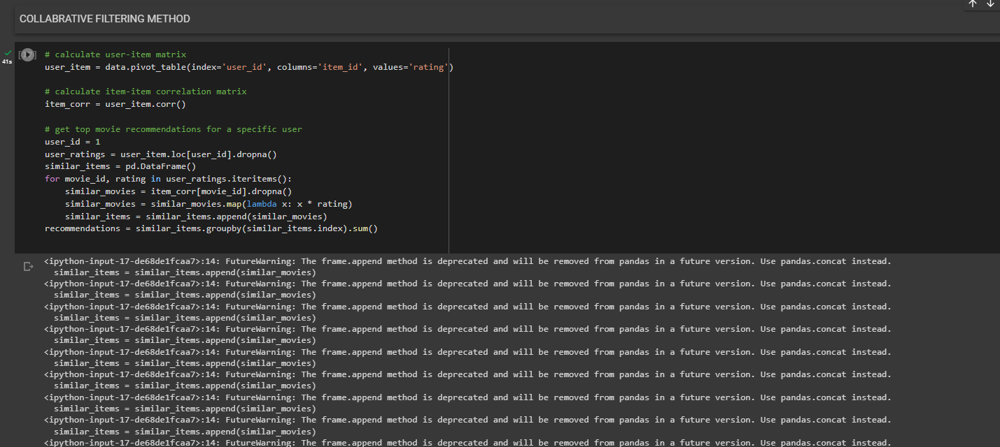 COLLABRATIVE FILTERING METHOD
41s
# calculate user-item matrix
user_item = data.pivot_table(index='user_id', columns='item_id', values='rating')
# calculate item-item correlation matrix
item_corr = user_item.corr()
# get top movie recommendations for a specific user
user_id = 1
user_ratings = user_item.loc[user_id].dropna()
similar_items = pd.DataFrame()
for movie_id, rating in user_ratings.iteritems():
    similar_movies = item_corr[movie_id].dropna()
    similar_movies = similar_movies.map(lambda x: x * rating)
    similar_items = similar_items.append(similar_movies)
recommendations = similar_items.groupby(similar_items.index).sum()
<ipython-input-17-de68de1fcaa7>:14: FutureWarning: The frame.append method is deprecated and will be removed from pandas in a future version. Use pandas.concat instead.
  similar_items = similar_items.append(similar_movies)
<ipython-input-17-de68de1fcaa7>:14: FutureWarning: The frame.append method is deprecated and will be removed from pandas in a future version. Use pandas.concat instead.
  similar_items = similar_items.append(similar_movies)
<ipython-input-17-de68de1fcaa7>:14: FutureWarning: The frame.append method is deprecated and will be removed from pandas in a future version. Use pandas.concat instead.
  similar_items = similar_items.append(similar_movies)
<ipython-input-17-de68de1fcaa7>:14: FutureWarning: The frame.append method is deprecated and will be removed from pandas in a future version. Use pandas.concat instead.
  similar_items = similar_items.append(similar_movies)
<ipython-input-17-de68de1fcaa7>:14: FutureWarning: The frame.append method is deprecated and will be removed from pandas in a future version. Use pandas.concat instead.
  similar_items = similar_items.append(similar_movies)
<ipython-input-17-de68de1fcaa7>:14: FutureWarning: The frame.append method is deprecated and will be removed from pandas in a future version. Use pandas.concat instead.
  similar_items = similar_items.append(similar_movies)
<ipython-input-17-de68de1fcaa7>:14: FutureWarning: The frame.append method is deprecated and will be removed from pandas in a future version. Use pandas.concat instead.
  similar_items = similar_items.append(similar_movies)
<ipython-input-17-de68de1fcaa7>:14: FutureWarning: The frame.append method is deprecated and will be removed from pandas in a future version. Use pandas.concat instead.
  similar_items = similar_items.append(similar_movies)
<ipython-input-17-de68de1fcaa7>:14: FutureWarning: The frame.append method is deprecated and will be removed from pandas in a future version. Use pandas.concat instead.